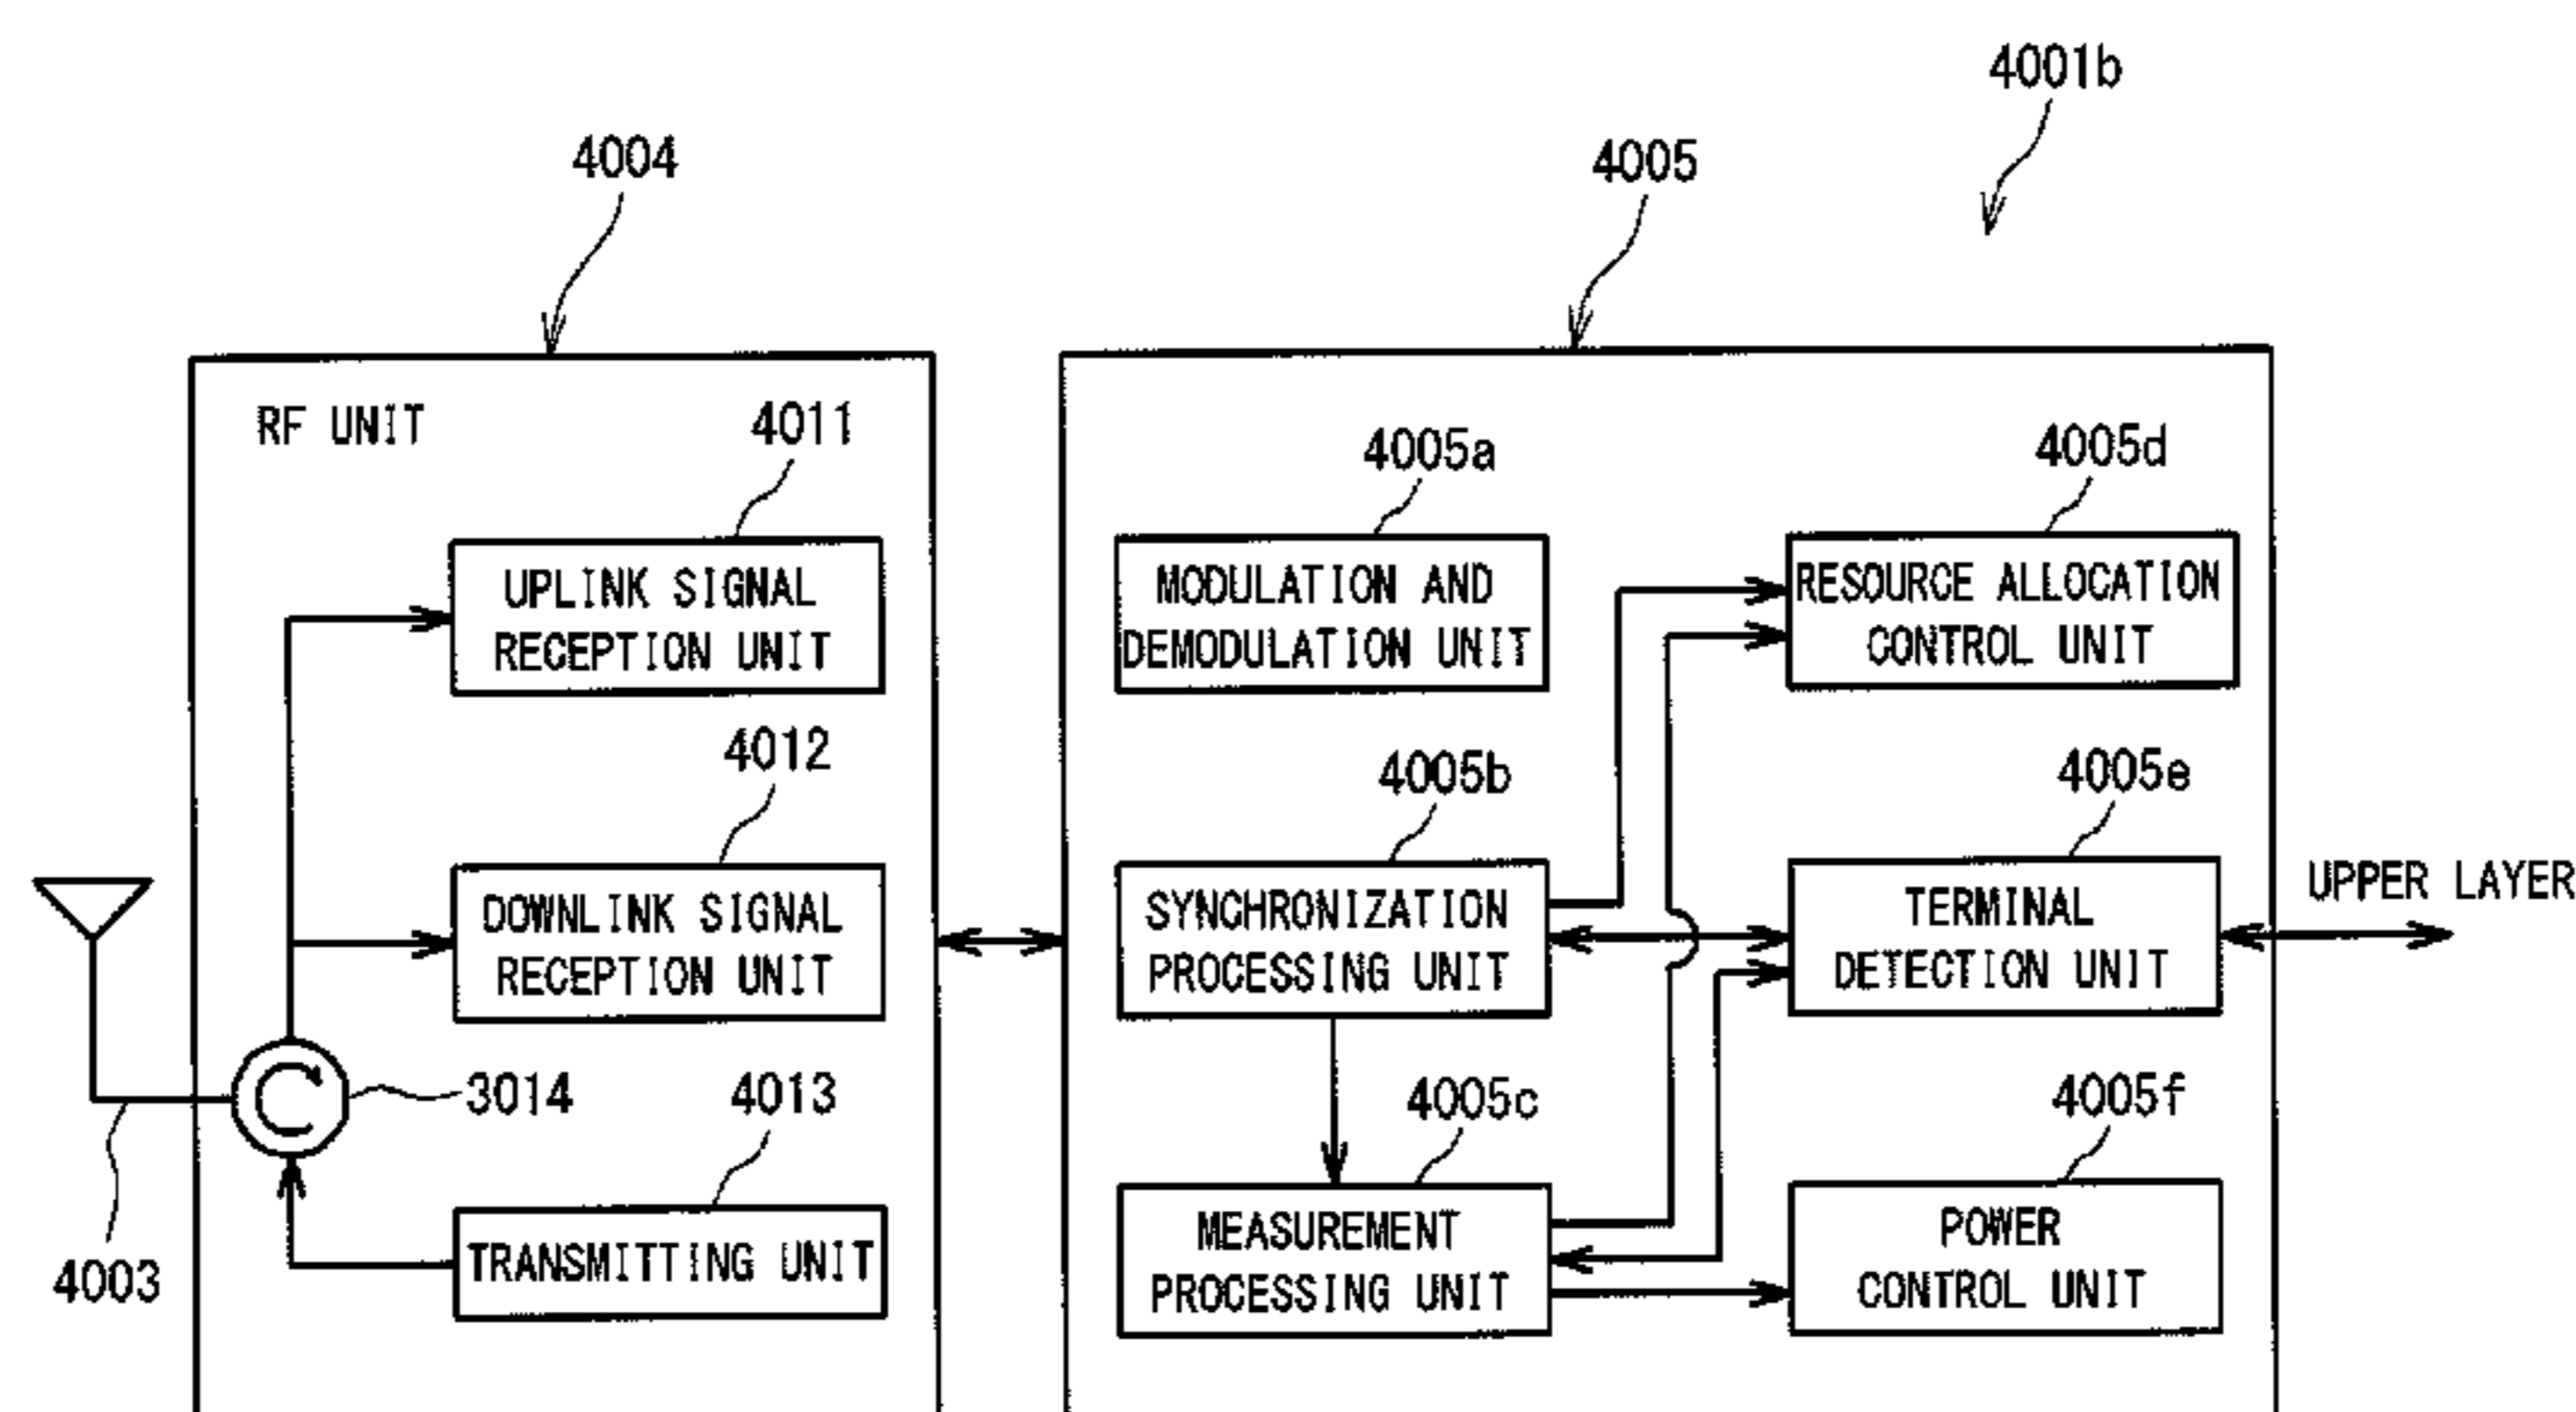 4001b
4004
4005
RF UNIT
4011
UPLINK SIGNAL
RECEPTION UNIT
4012
DOWNLINK SIGNAL
RECEPTION UNIT
3014
4013
TRANSMITTING UNIT
4003
4005a
MODULATION AND
DEMODULATION UNIT
4005d
RESOURCE ALLOCATION
CONTROL UNIT
4005b
SYNCHRONIZATION
PROCESSING UNIT
4005e
TERMINAL
DETECTION UNIT
UPPER LAYER
4005c
MEASUREMENT
PROCESSING UNIT
4005f
POWER
CONTROL UNIT